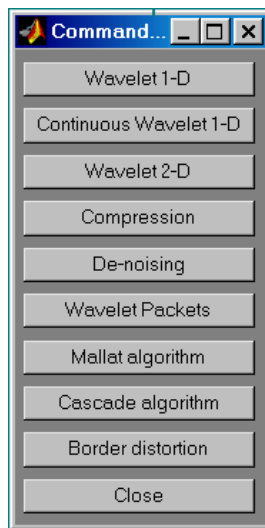 Command...
Wavelet 1-D
Continuous Wavelet 1-D
Wavelet 2-D
Compression
De-noising
Wavelet Packets
Mallat algorithm
Cascade algorithm
Border distortion
Close